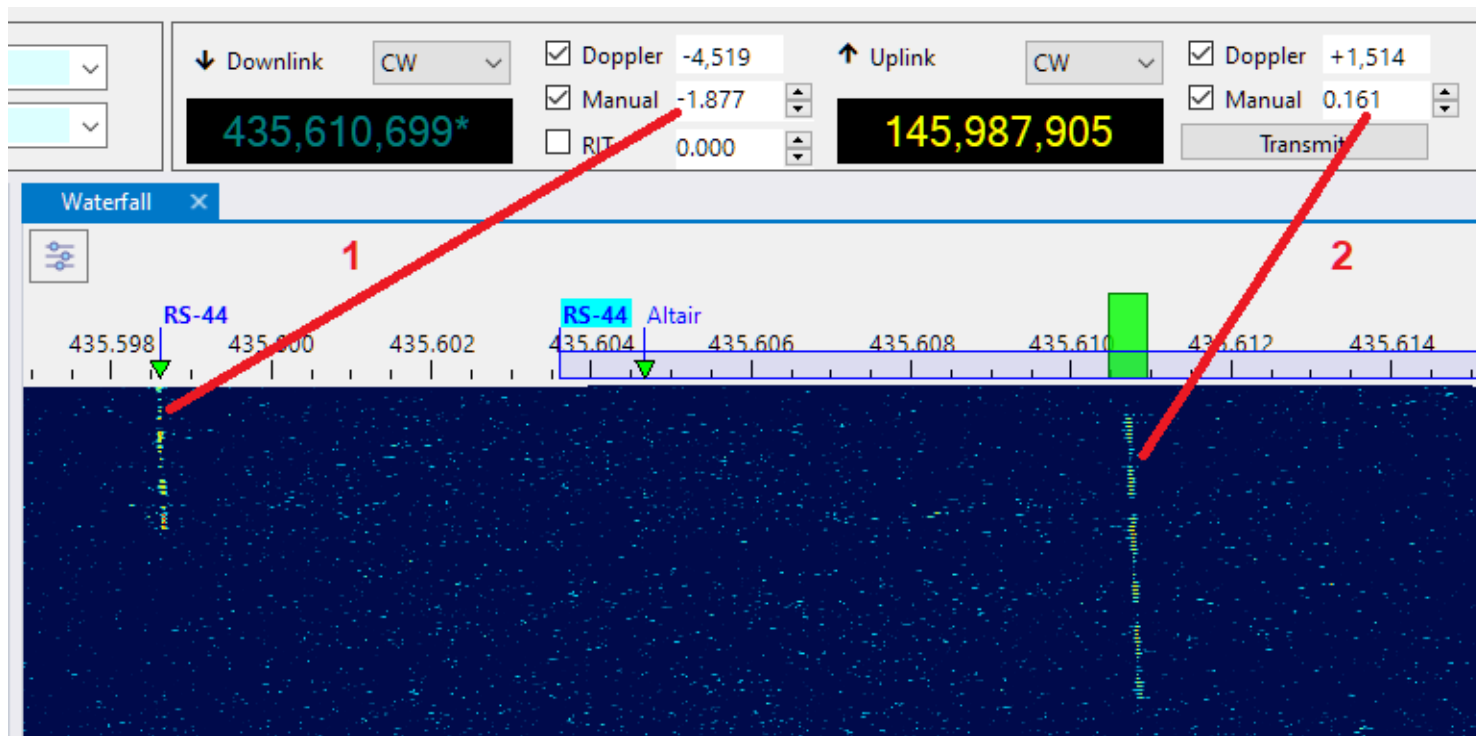 Downlink CW Doppler -4,519 Uplink CW Doppler +1,514
Manual -1.877 Manual 0.161
435,610,699* RIT 0.000 145,987,905 Transmit
Waterfall
1 2
RS-44 RS-44 Altair
435.598 435.600 435.602 435.604 435.606 435.608 435.610 435.612 435.614